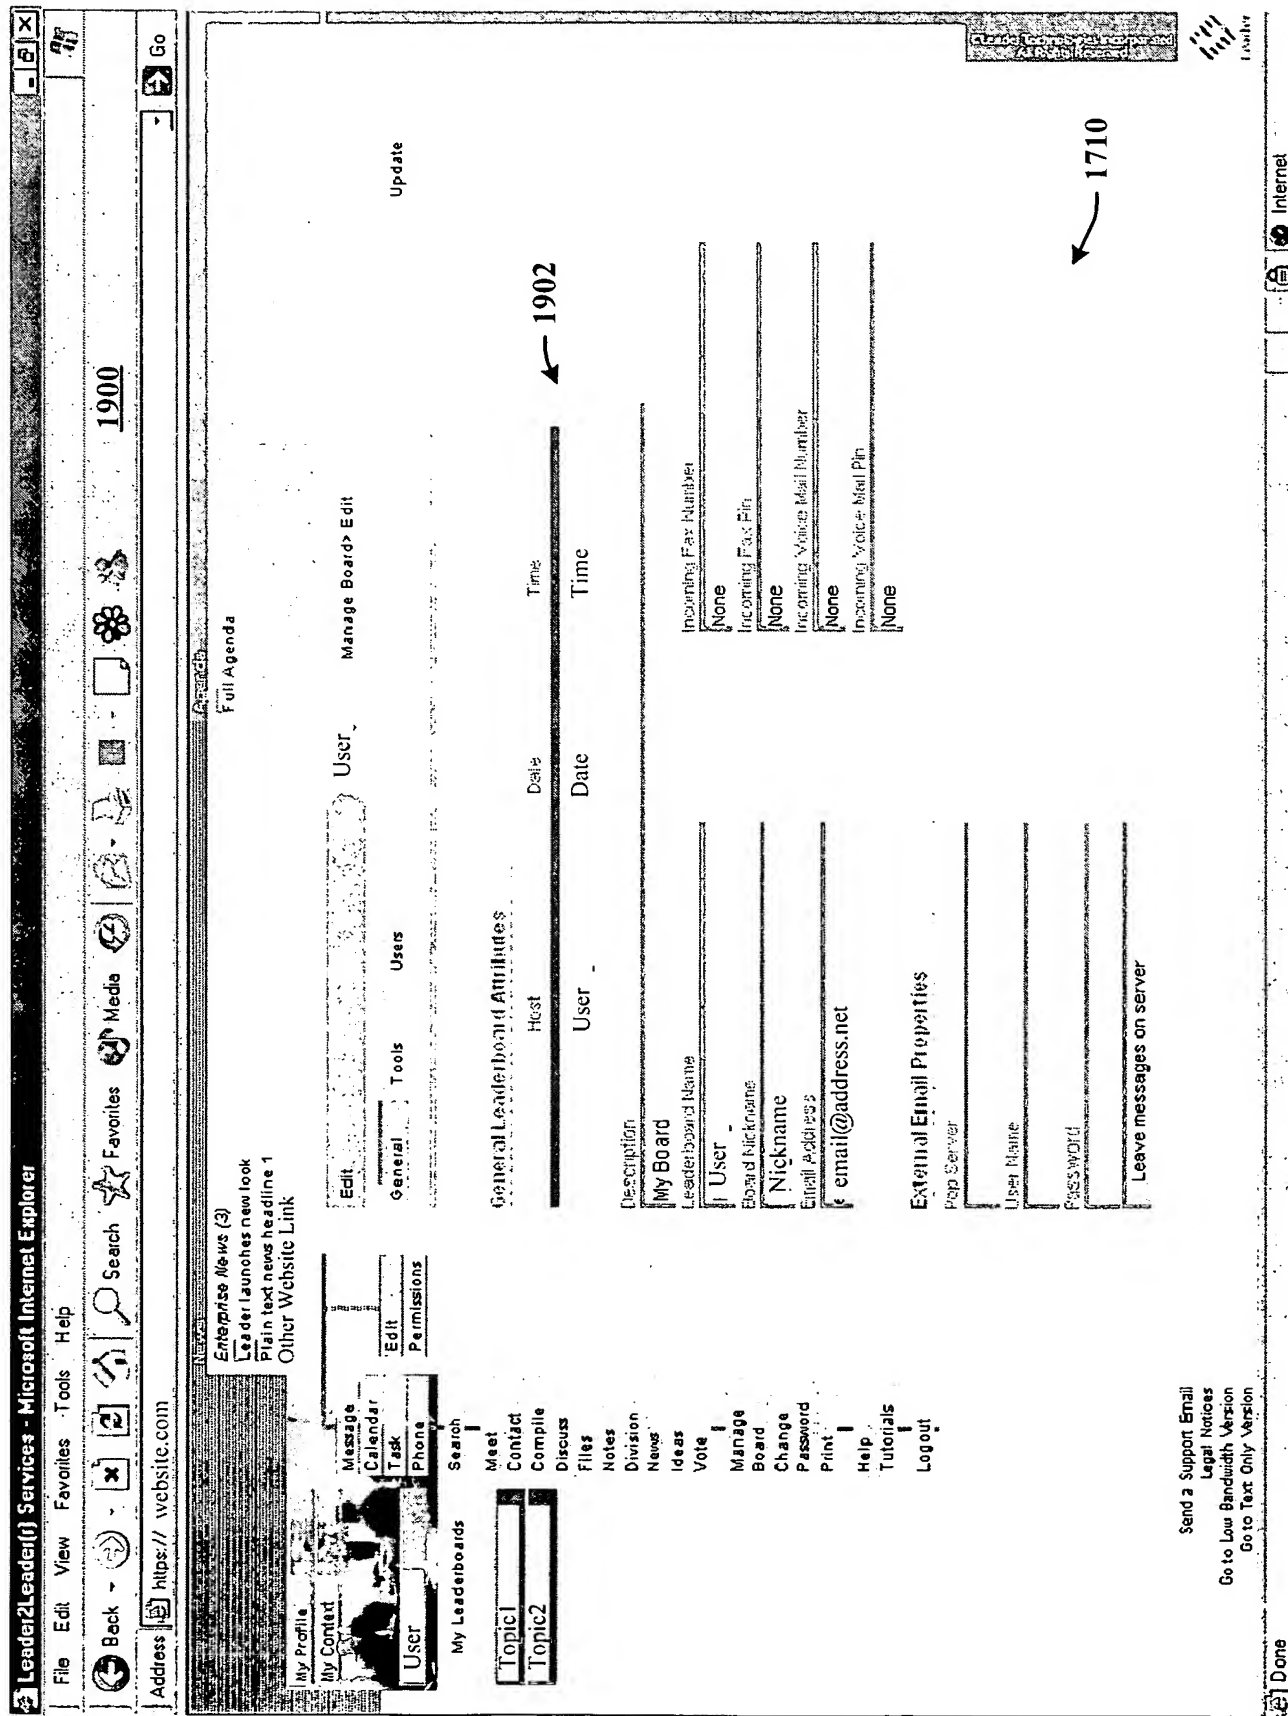 Leader2Leader(r) Services - Microsoft Internet Explorer
File Edit View Favorites Tools Help
Back Search Favorites Media
1900
Address https:// website.com Go
News
Enterprise News (3)
Leader launches new look
Plain text news headline 1
Other Website Link
Agenda
Full Agenda
My Profile
My Context
User
Message
Calendar
Task
Phone
Edit
Permissions
My Leaderboards
Topic1
Topic2
Search
Meet
Contact
Compile
Discuss
Files
Notes
Division
News
Ideas
Vote
Manage
Board
Change
Password
Print
Help
Tutorials
Logout
Edit User Manage Board> Edit
General Tools Users Update
General Leaderboard Attributes
Host Date Time
1902
User Date Time
Description
My Board
Leaderboard Name
User
Board Nickname
Nickname
Email Address
email@address.net
Incoming Fax Number
None
Incoming Fax Pin
None
Incoming Voice Mail Number
None
Incoming Voice Mail Pin
None
External Email Properties
Pop Server
User Name
Password
Leave messages on server
1710
Send a Support Email
Legal Notices
Go to Low Bandwidth Version
Go to Text Only Version
©Leader Technologies Incorporated
All Rights Reserved
Leader
Done Internet